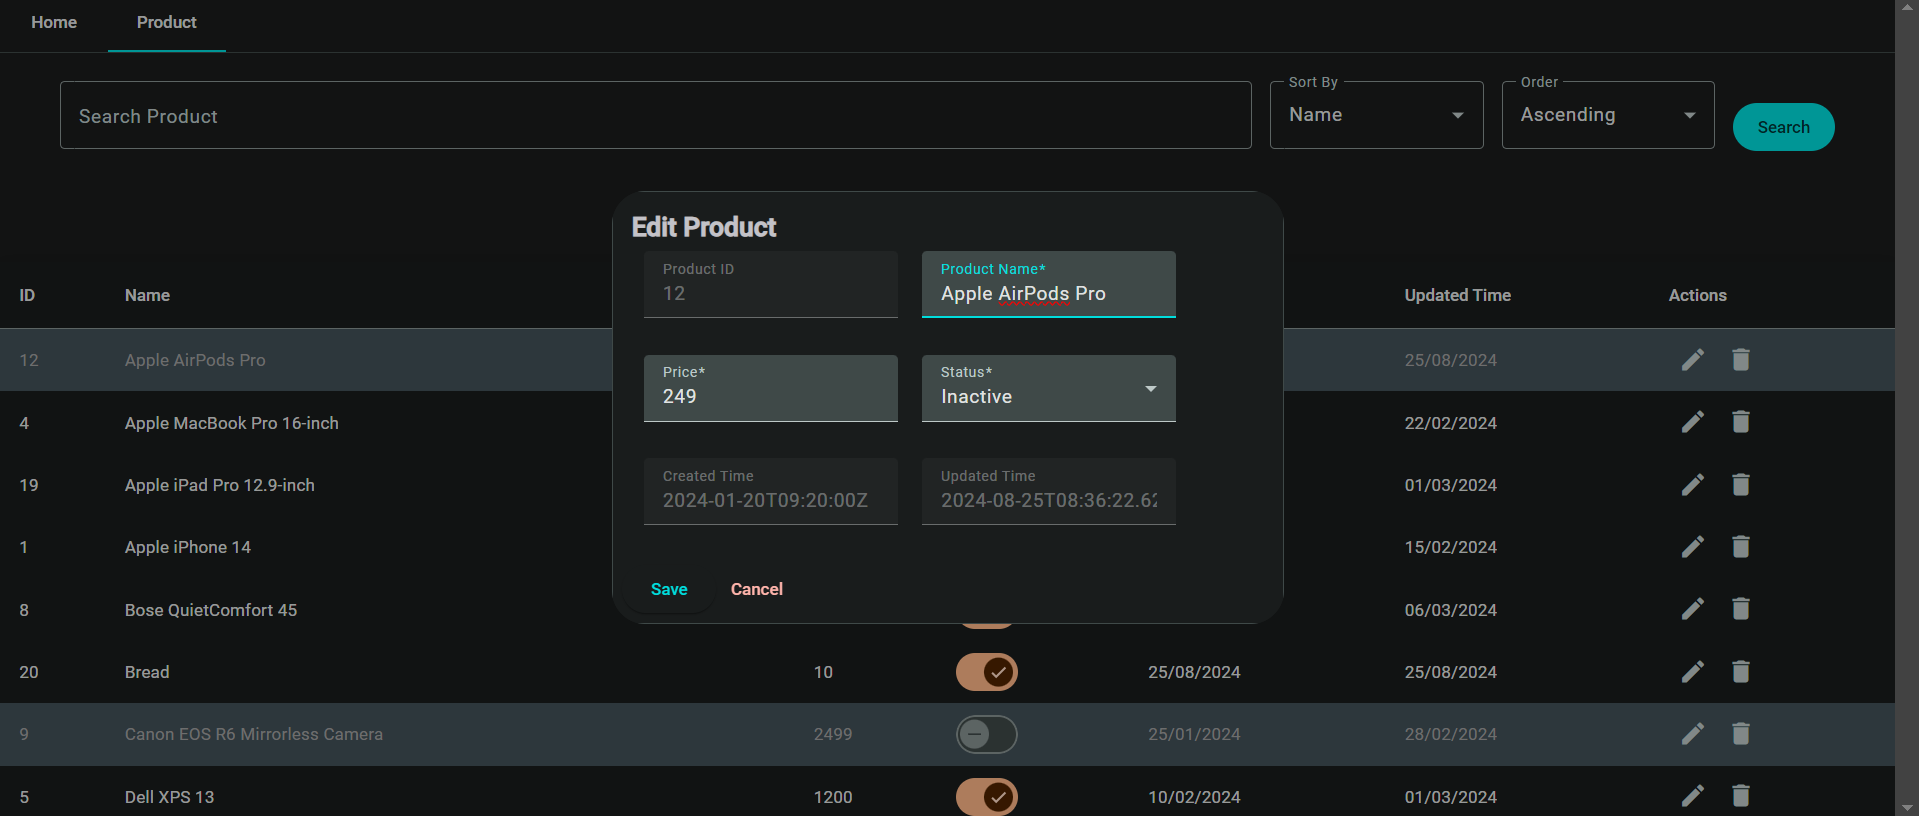 Home Product
Search Product
Sort By
Name
Order
Ascending
Search
Edit Product
Product ID
12
Product Name*
Apple AirPods Pro
Price*
249
Status*
Inactive
Created Time
2024-01-20T09:20:00Z
Updated Time
2024-08-25T08:36:22.62
Save Cancel
ID Name Updated Time Actions
12 Apple AirPods Pro 25/08/2024
4 Apple MacBook Pro 16-inch 22/02/2024
19 Apple iPad Pro 12.9-inch 01/03/2024
1 Apple iPhone 14 15/02/2024
8 Bose QuietComfort 45 06/03/2024
20 Bread 10 25/08/2024 25/08/2024
9 Canon EOS R6 Mirrorless Camera 2499 25/01/2024 28/02/2024
5 Dell XPS 13 1200 10/02/2024 01/03/2024